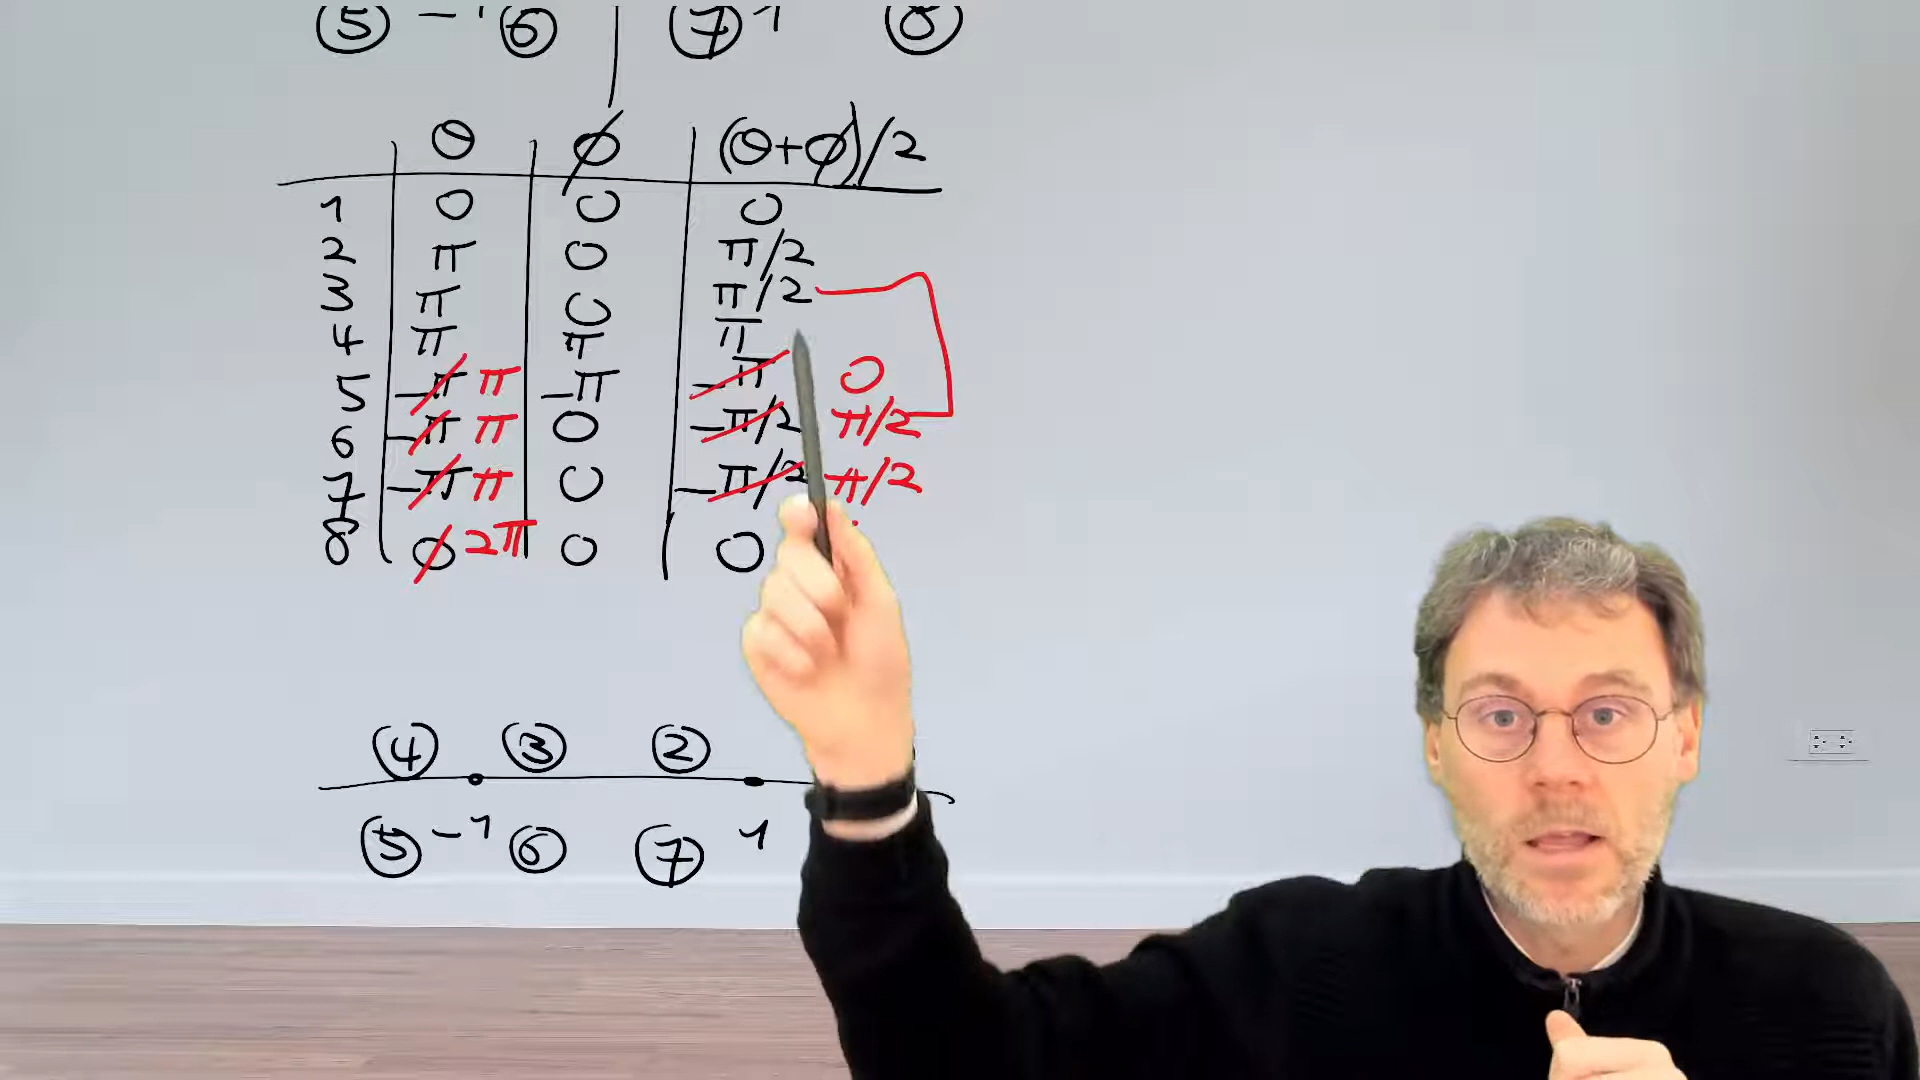 ⑤ -1 ⑥ ⑦ 1 ⑧
θ ϕ (θ+ϕ)/2
1 0 0 0
2 π 0 π/2
3 π 0 π/2
4 π π π
5 -π π -π -π 0
6 -π π 0 -π/2 π/2
7 -π π 0 -π/2 π/2
8 0 2π 0 0
④ ③ ②
⑤ -1 ⑥ ⑦ 1